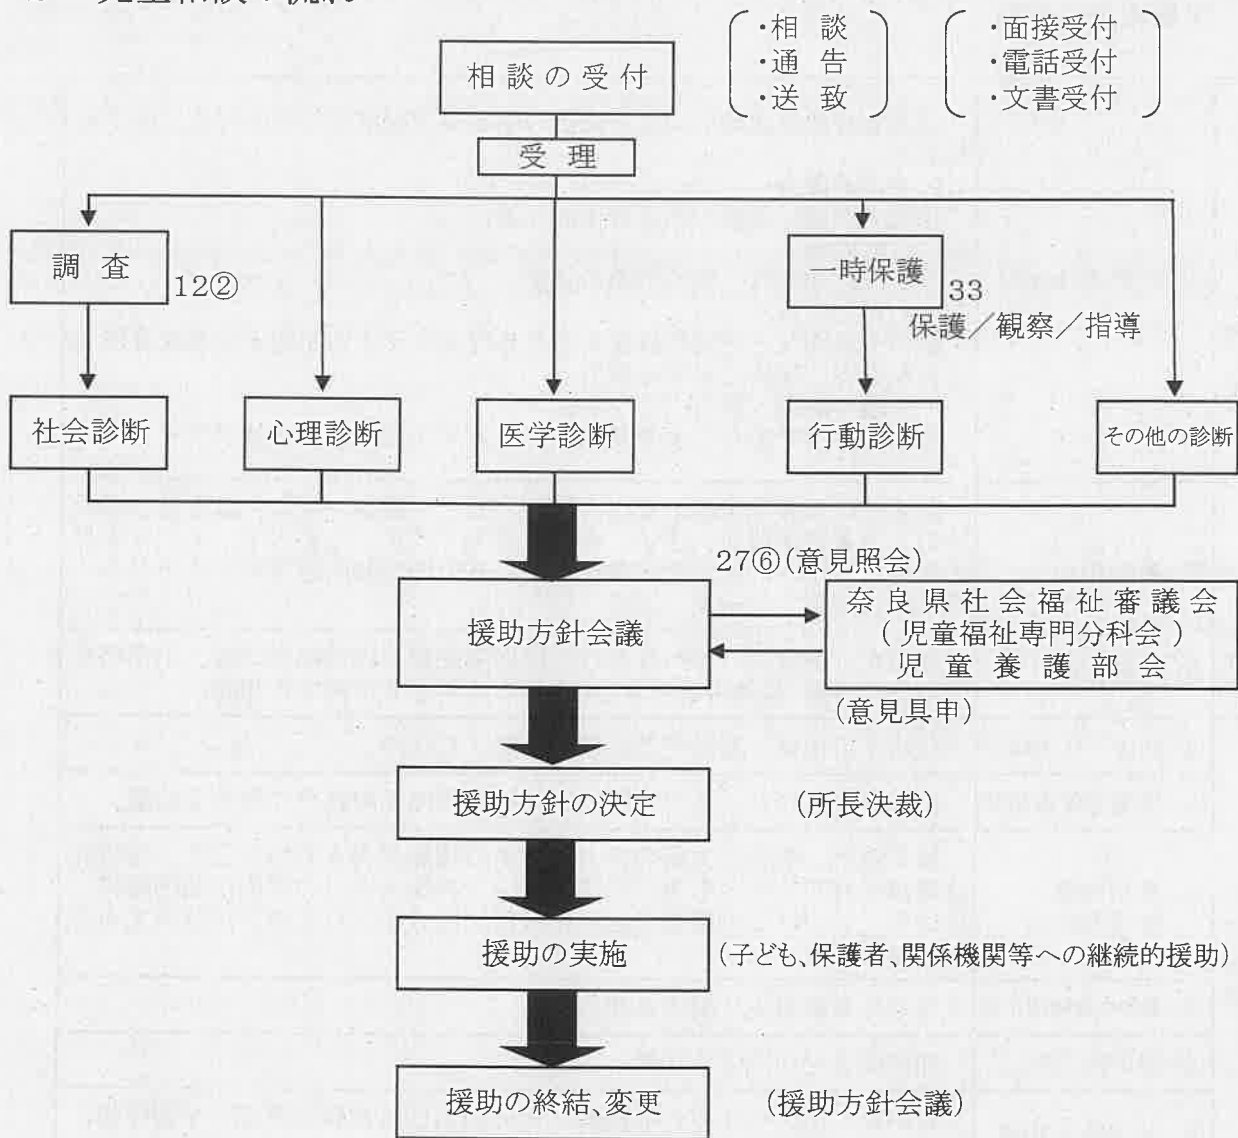 ・相 談
・通 告
・送 致
・面接受付
・電話受付
・文書受付
相談の受付
受 理
調 査
12②
一時保護
33
保護／観察／指導
社会診断
心理診断
医学診断
行動診断
その他の診断
27⑥(意見照会)
援助方針会議
奈良県社会福祉審議会
(児童福祉専門分科会)
児童養護部会
(意見具申)
援助方針の決定
(所長決裁)
援助の実施
(子ども、保護者、関係機関等への継続的援助)
援助の終結、変更
(援助方針会議)